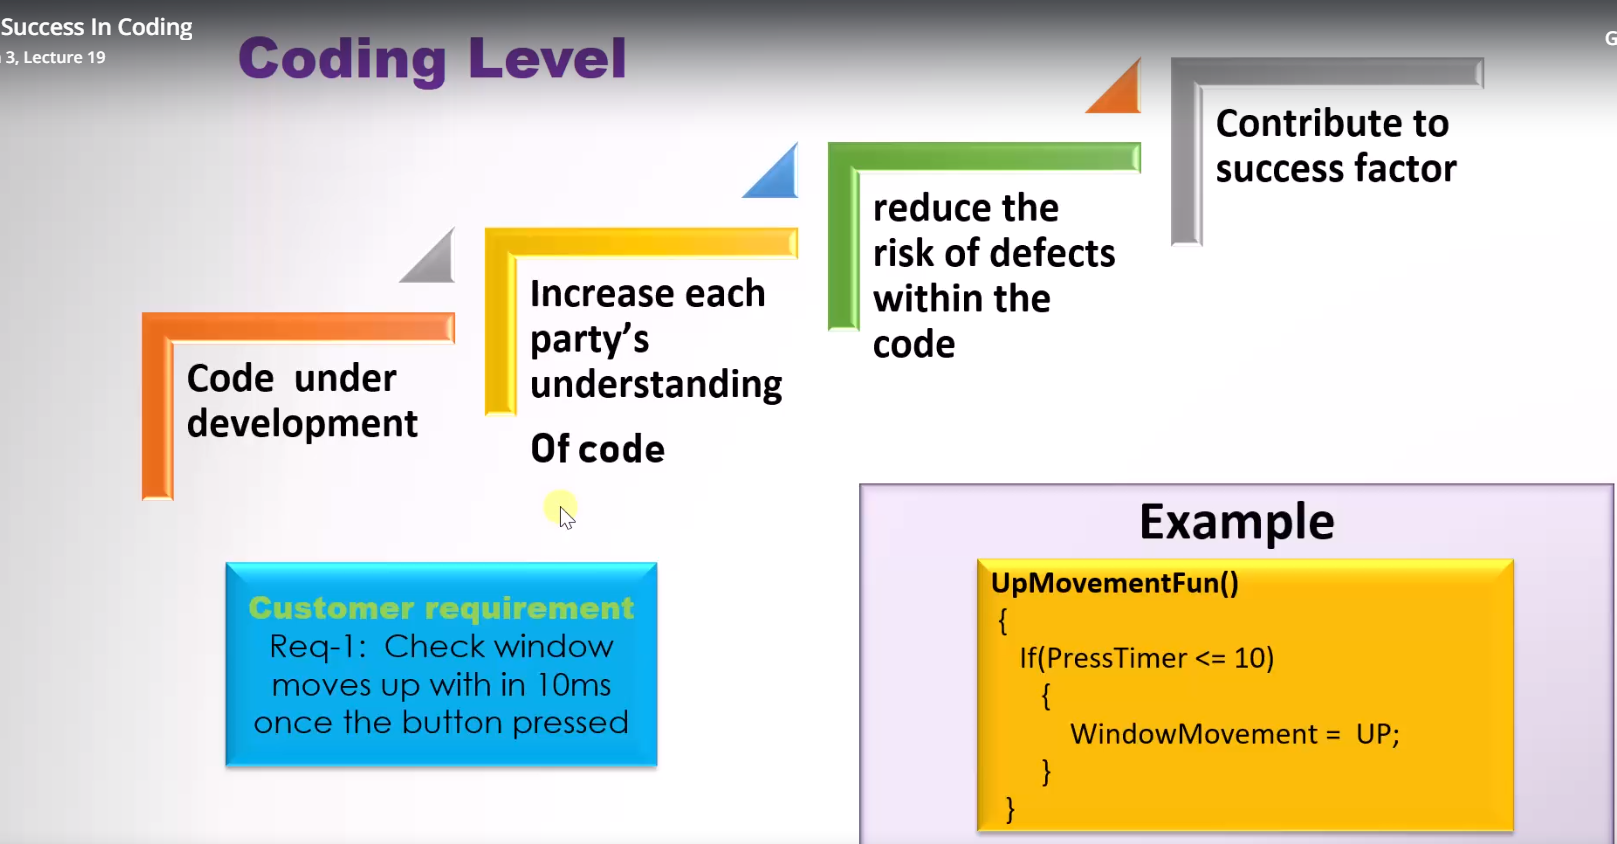 Success In Coding
3, Lecture 19
G
Coding Level
Code under
development
Increase each
party's
understanding
Of code
reduce the
risk of defects
within the
code
Contribute to
success factor
Customer requirement
Req-1: Check window
moves up with in 10ms
once the button pressed
Example
UpMovementFun()
{
If(PressTimer <= 10)
{
WindowMovement = UP;
}
}